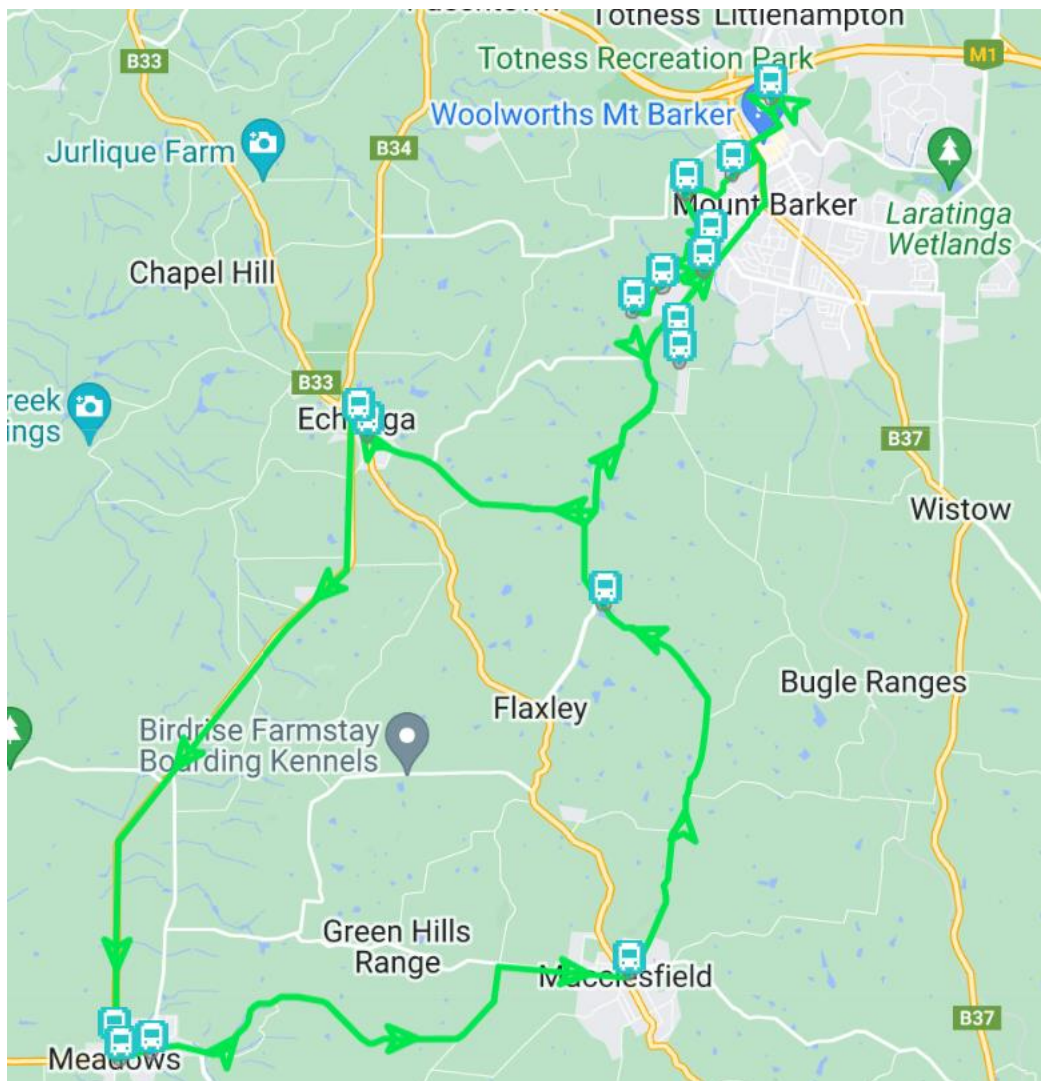 Totness Littlehampton
B33
M1
Totness Recreation Park
Woolworths Mt Barker
Jurlique Farm
B34
Mount Barker
Laratinga
Wetlands
Chapel Hill
B33
reek
ings
B37
Wistow
Bugle Ranges
Flaxley
Birdrise Farmstay
Boarding Kennels
Green Hills
Range
Macclesfield
B37
Meadows